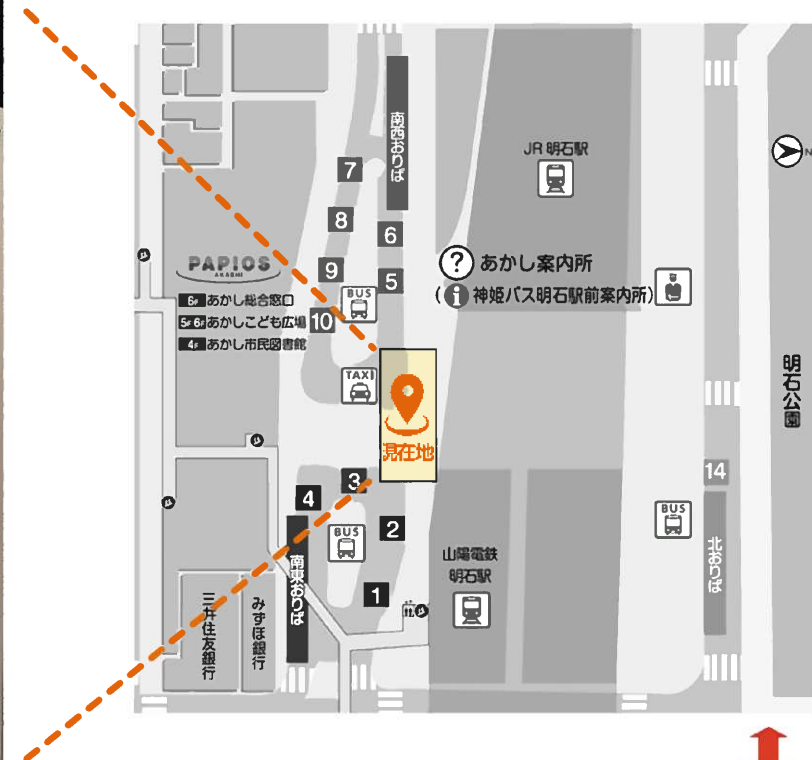 南西おりば
JR 明石駅
N
7
8
6
9
5
10
? あかし案内所
(i 神姫バス明石駅前案内所)
PAPIOS
AKASHI
6F あかし総合窓口
5F 6F あかしこども広場
4F あかし市民図書館
BUS
TAXI
現在地
明石公園
14
3
4
2
1
BUS
BUS
北おりば
山陽電鉄
明石駅
南東おりば
みずほ銀行
三井住友銀行